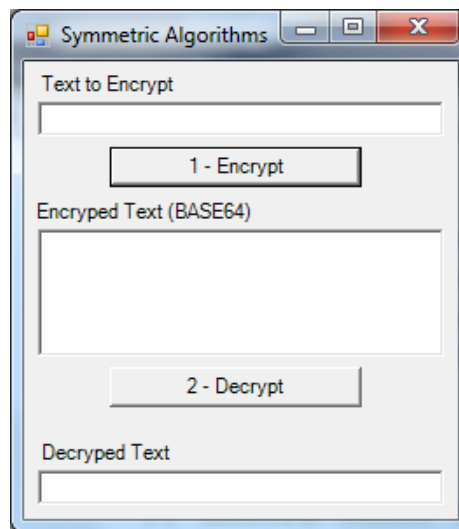 Symmetric Algorithms
Text to Encrypt
1 - Encrypt
Encryped Text (BASE64)
2 - Decrypt
Decryped Text